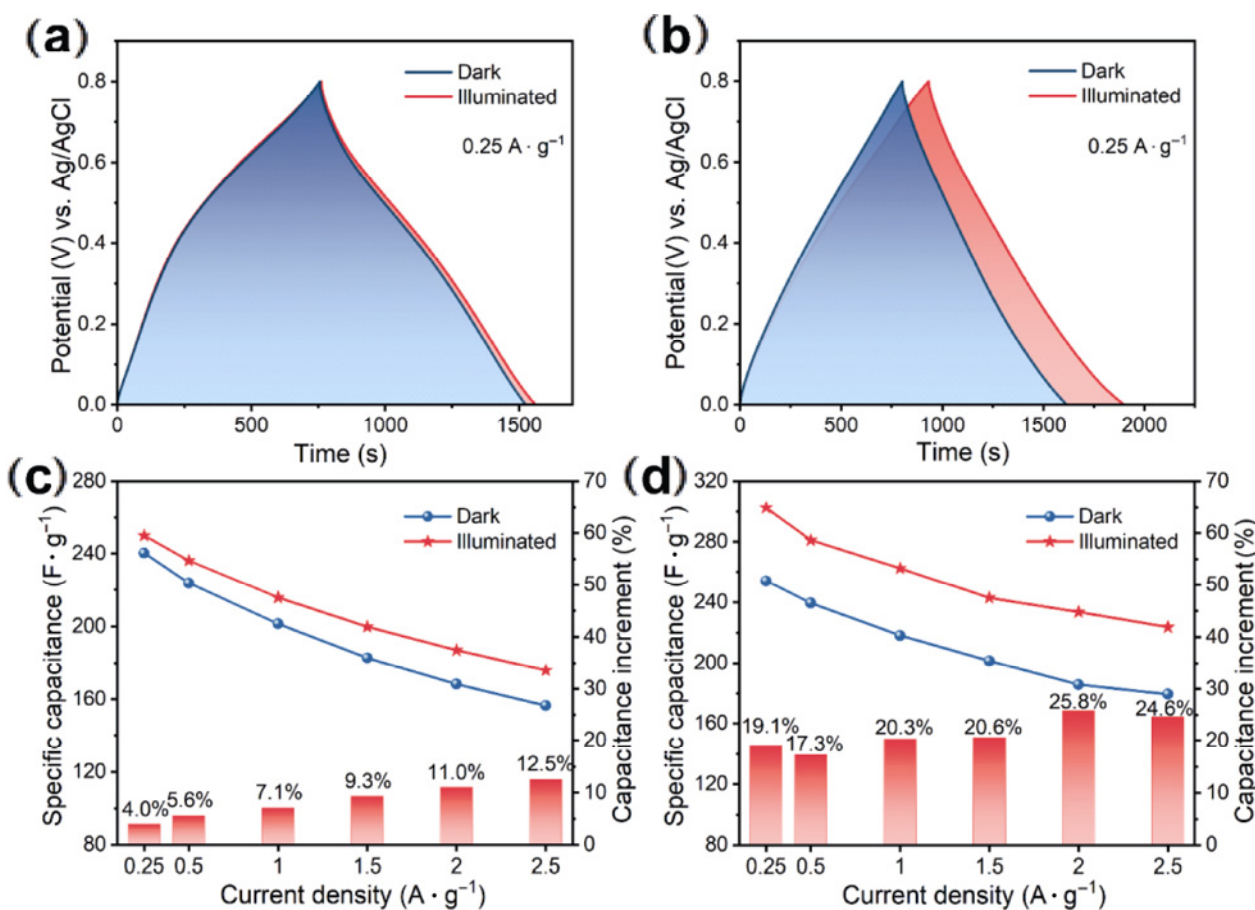 (a)
Dark
Illuminated
0.25 A · g⁻¹
Potential (V) vs. Ag/AgCl
0.8
0.6
0.4
0.2
0.0
0 500 1000 1500
Time (s)
(b)
Dark
Illuminated
0.25 A · g⁻¹
Potential (V) vs. Ag/AgCl
0.8
0.6
0.4
0.2
0.0
0 500 1000 1500 2000
Time (s)
(c)
Dark
Illuminated
Specific capacitance (F · g⁻¹)
280
240
200
160
120
80
4.0% 5.6% 7.1% 9.3% 11.0% 12.5%
70
60
50
40
30
20
10
0
Capacitance increment (%)
0.25 0.5 1 1.5 2 2.5
Current density (A · g⁻¹)
(d)
Dark
Illuminated
Specific capacitance (F · g⁻¹)
320
280
240
200
160
120
80
19.1% 17.3% 20.3% 20.6% 25.8% 24.6%
70
60
50
40
30
20
10
0
Capacitance increment (%)
0.25 0.5 1 1.5 2 2.5
Current density (A · g⁻¹)